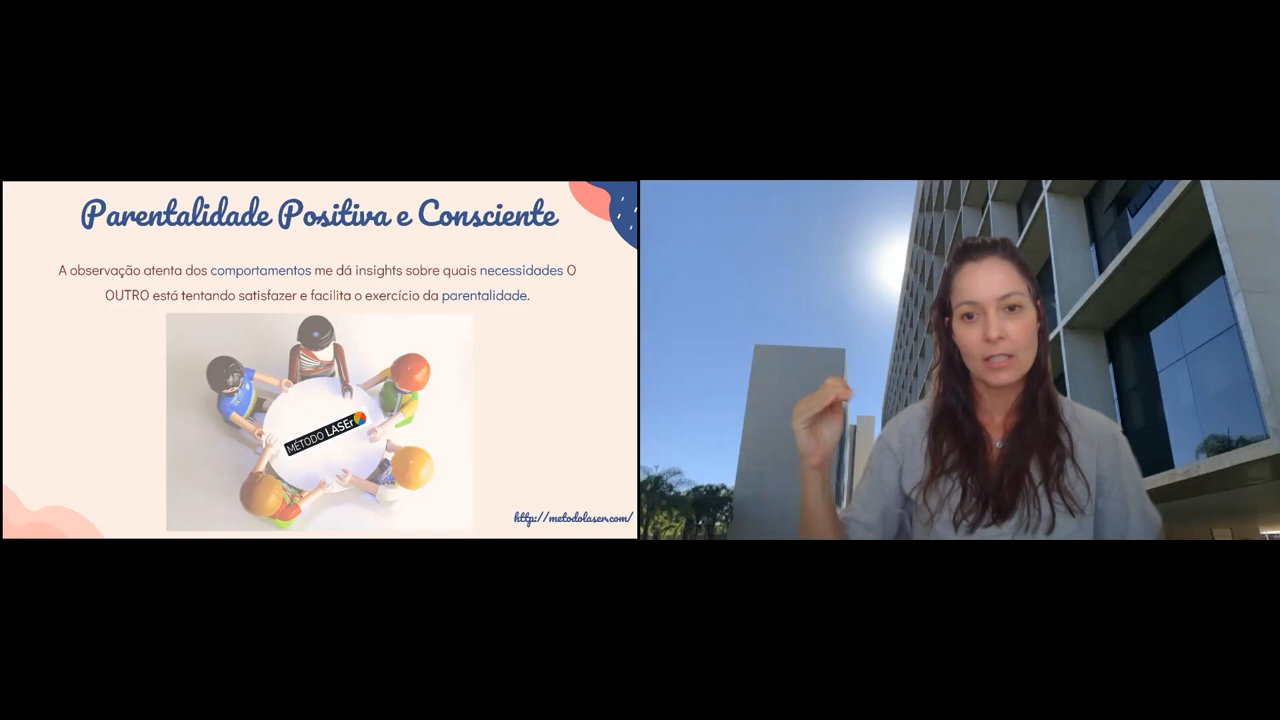 Parentalidade Positiva e Consciente
A observação atenta dos comportamentos me dá insights sobre quais necessidades O
OUTRO está tentando satisfazer e facilita o exercício da parentalidade.
MÉTODO LASEr
http://metodolaser.com/